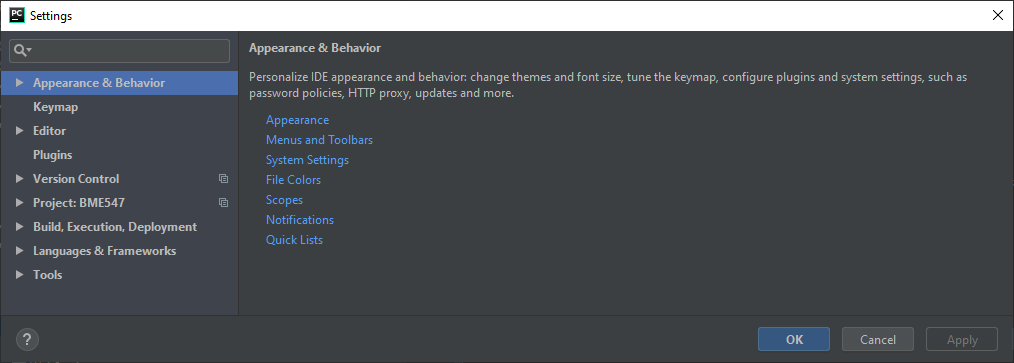 PC
Settings
Appearance & Behavior
Keymap
Editor
Plugins
Version Control
Project: BME547
Build, Execution, Deployment
Languages & Frameworks
Tools
Appearance & Behavior
Personalize IDE appearance and behavior: change themes and font size, tune the keymap, configure plugins and system settings, such as
password policies, HTTP proxy, updates and more.
Appearance
Menus and Toolbars
System Settings
File Colors
Scopes
Notifications
Quick Lists
?
OK
Cancel
Apply